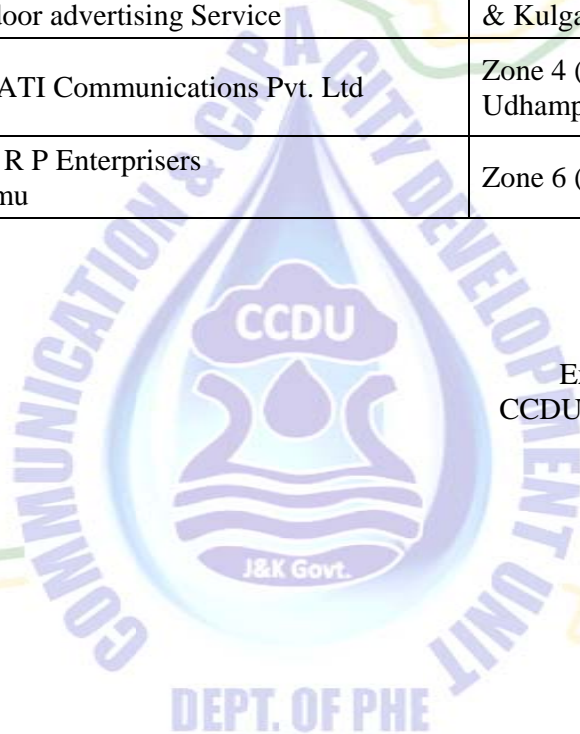 door advertising Service
& Kulga
ATI Communications Pvt. Ltd
Zone 4 (
Udhamp
R P Enterprisers
mu
Zone 6 (
CCDU
COMMUNICATION & CAPACITY DEVELOPMENT UNIT
CCDU
J&K Govt.
DEPT. OF PHE